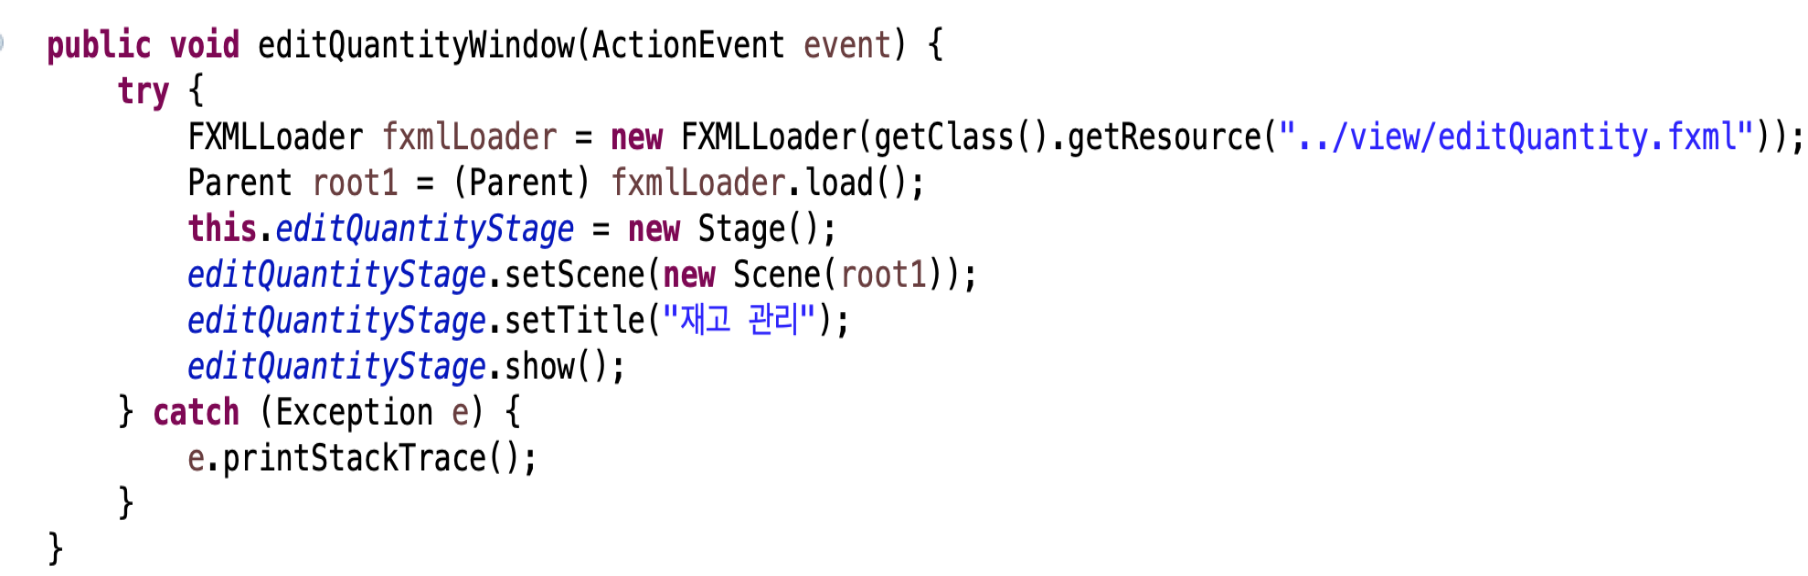 public void editQuantityWindow(ActionEvent event) {
    try {
        FXMLLoader fxmlLoader = new FXMLLoader(getClass().getResource("../view/editQuantity.fxml"));
        Parent root1 = (Parent) fxmlLoader.load();
        this.editQuantityStage = new Stage();
        editQuantityStage.setScene(new Scene(root1));
        editQuantityStage.setTitle("재고 관리");
        editQuantityStage.show();
    } catch (Exception e) {
        e.printStackTrace();
    }
}